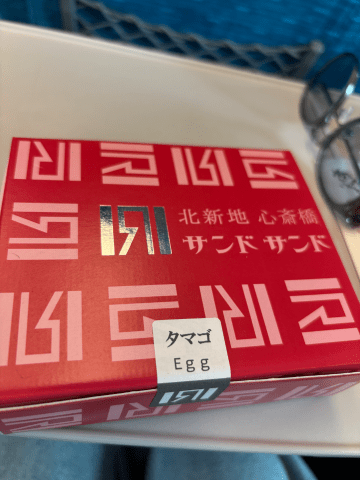 北新地 心斎橋
サンドサンド
タマゴ
Egg